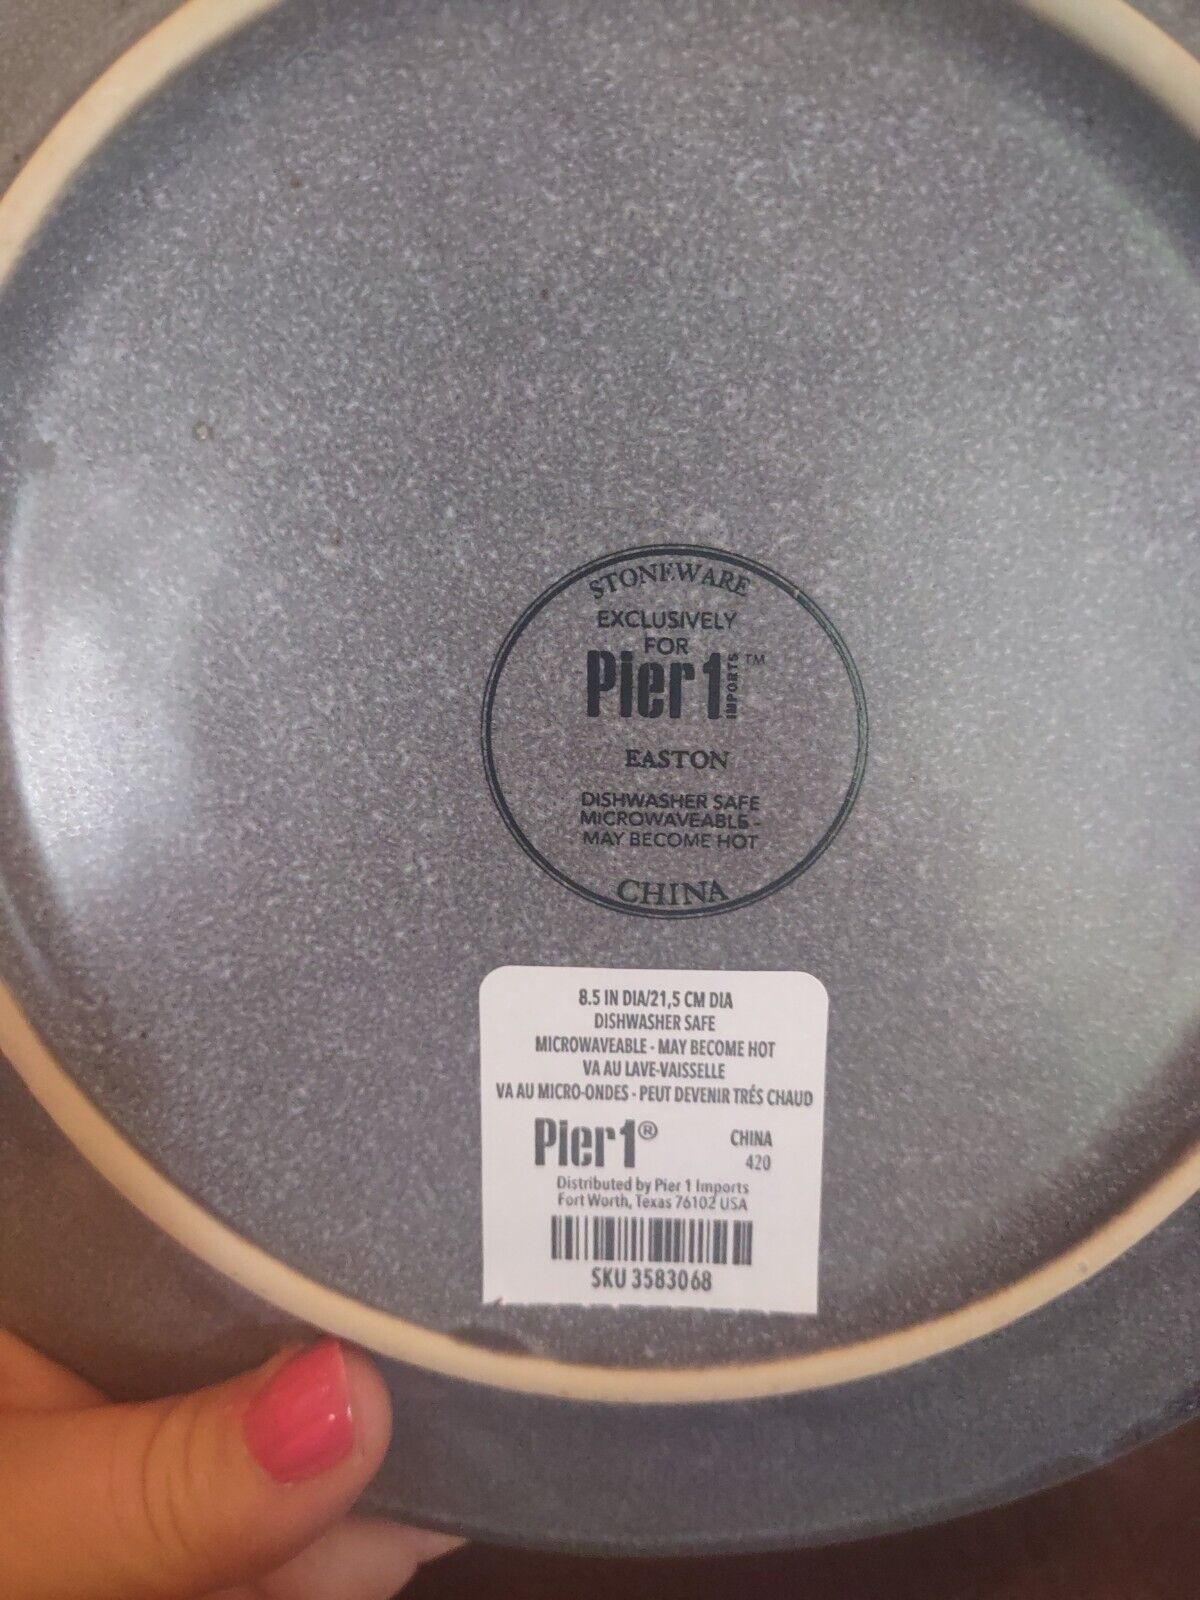 STONEWARE
EXCLUSIVELY
FOR
Pier 1 IMPORTS™
EASTON
DISHWASHER SAFE
MICROWAVEABLE -
MAY BECOME HOT
CHINA
8.5 IN DIA/21,5 CM DIA
DISHWASHER SAFE
MICROWAVEABLE - MAY BECOME HOT
VA AU LAVE-VAISSELLE
VA AU MICRO-ONDES - PEUT DEVENIR TRÉS CHAUD
Pier1® CHINA
420
Distributed by Pier 1 Imports
Fort Worth, Texas 76102 USA
SKU 3583068